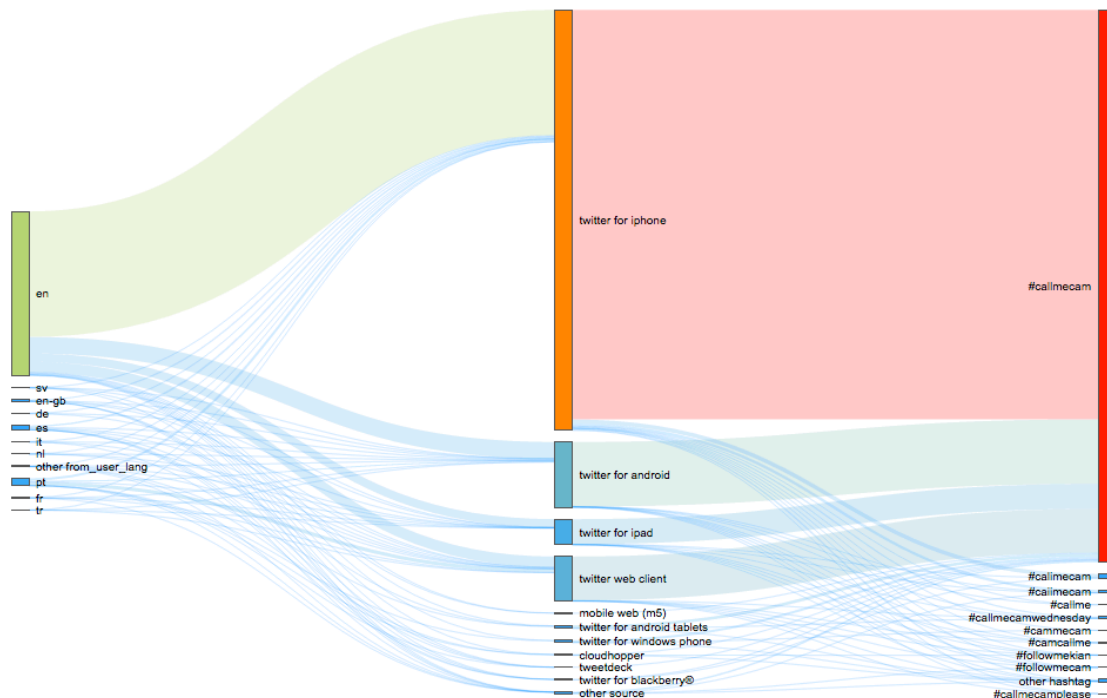 en
sv
en-gb
de
es
it
nl
other from_user_lang
pt
fr
tr
twitter for iphone
twitter for android
twitter for ipad
twitter web client
mobile web (m5)
twitter for android tablets
twitter for windows phone
cloudhopper
tweetdeck
twitter for blackberry®
other source
#callmecam
#calimecam
#calimecam
#callme
#callmecamwednesday
#cammecam
#camcallme
#followmekian
#followmecam
other hashtag
#callmecamplease